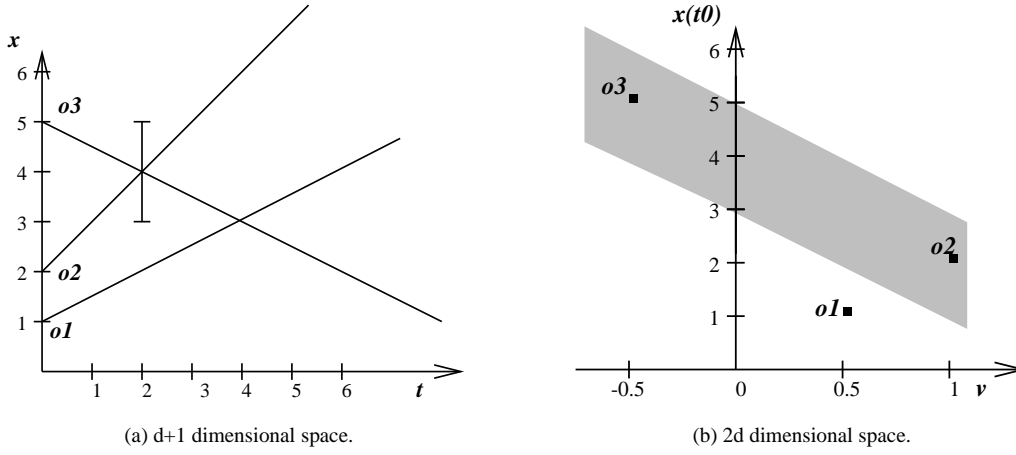 x
6
5
4
3
2
1
o3
o2
o1
1
2
3
4
5
6
t
(a) d+1 dimensional space.
x(t0)
6
5
4
3
2
1
o3
o2
o1
-0.5
0
0.5
1
v
(b) 2d dimensional space.